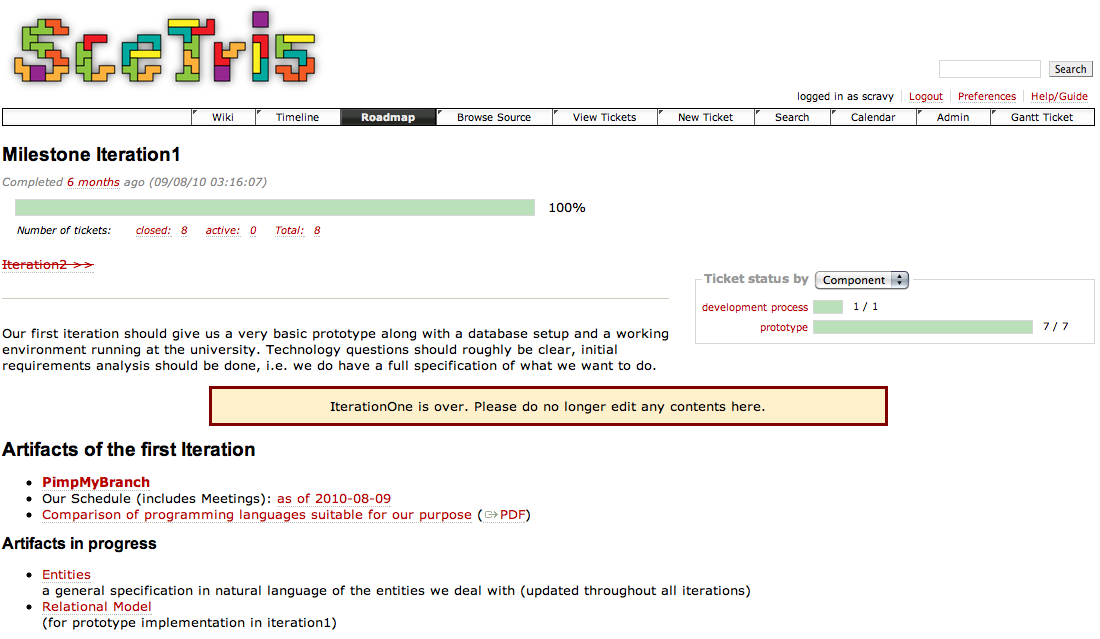 SceTris
Search
logged in as scravy Logout Preferences Help/Guide
Wiki Timeline Roadmap Browse Source View Tickets New Ticket Search Calendar Admin Gantt Ticket
Milestone Iteration1
Completed 6 months ago (09/08/10 03:16:07)
100%
Number of tickets: closed: 8 active: 0 Total: 8
Iteration2 >>
Ticket status by Component
development process 1 / 1
prototype 7 / 7
Our first iteration should give us a very basic prototype along with a database setup and a working
environment running at the university. Technology questions should roughly be clear, initial
requirements analysis should be done, i.e. we do have a full specification of what we want to do.
IterationOne is over. Please do no longer edit any contents here.
Artifacts of the first Iteration
PimpMyBranch
Our Schedule (includes Meetings): as of 2010-08-09
Comparison of programming languages suitable for our purpose (PDF)
Artifacts in progress
Entities
a general specification in natural language of the entities we deal with (updated throughout all iterations)
Relational Model
(for prototype implementation in iteration1)